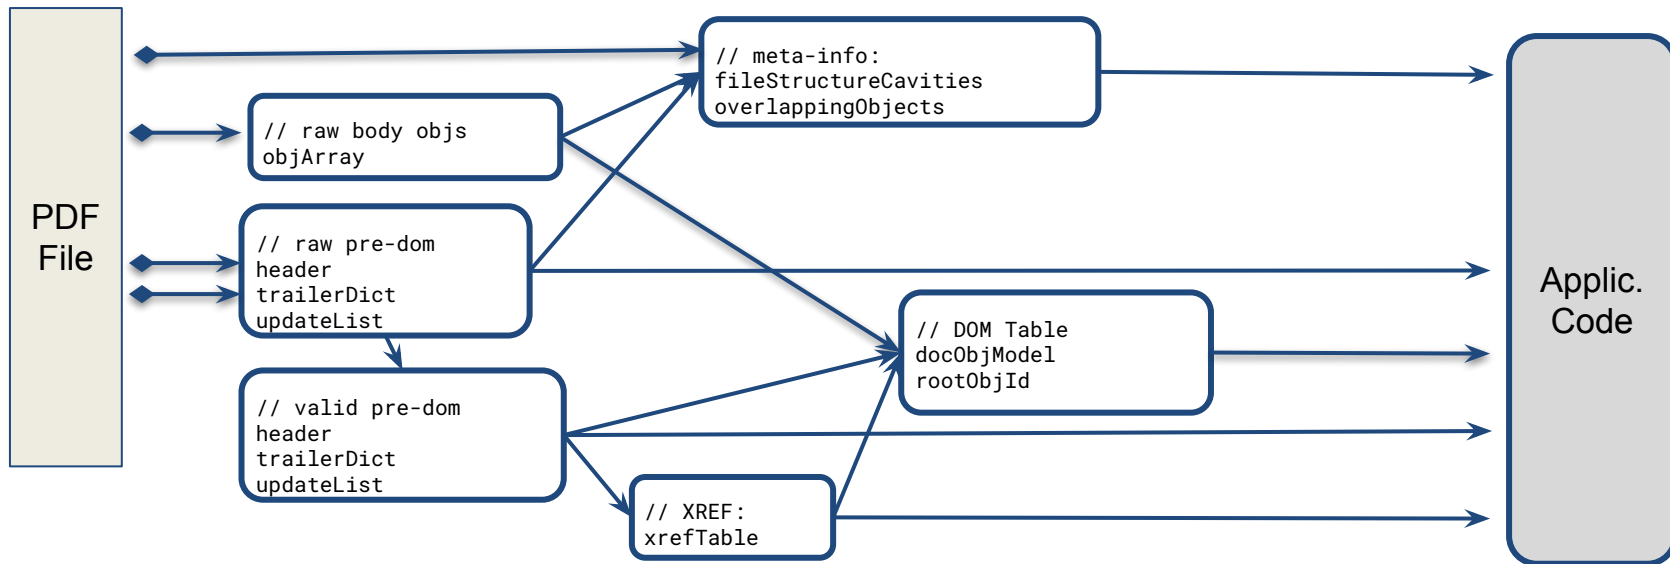 PDF
File
// raw body objs
objArray
// raw pre-dom
header
trailerDict
updateList
// valid pre-dom
header
trailerDict
updateList
// meta-info:
fileStructureCavities
overlappingObjects
// XREF:
xrefTable
// DOM Table
docObjModel
rootObjId
Applic.
Code